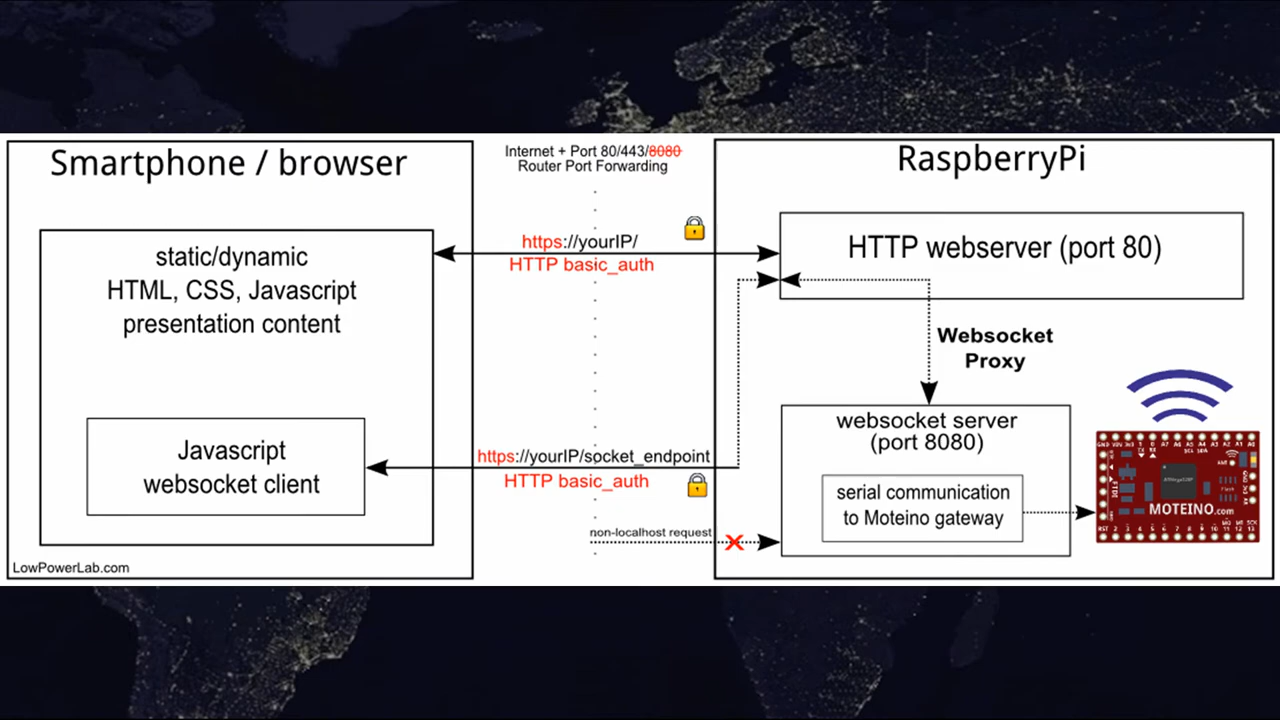 Smartphone / browser
static/dynamic
HTML, CSS, Javascript
presentation content
Javascript
websocket client
LowPowerLab.com
Internet + Port 80/443/8080
Router Port Forwarding
https://yourIP/
HTTP basic_auth
https://yourIP/socket_endpoint
HTTP basic_auth
non-localhost request
RaspberryPi
HTTP webserver (port 80)
Websocket
Proxy
websocket server
(port 8080)
serial communication
to Moteino gateway
MOTEINO.com